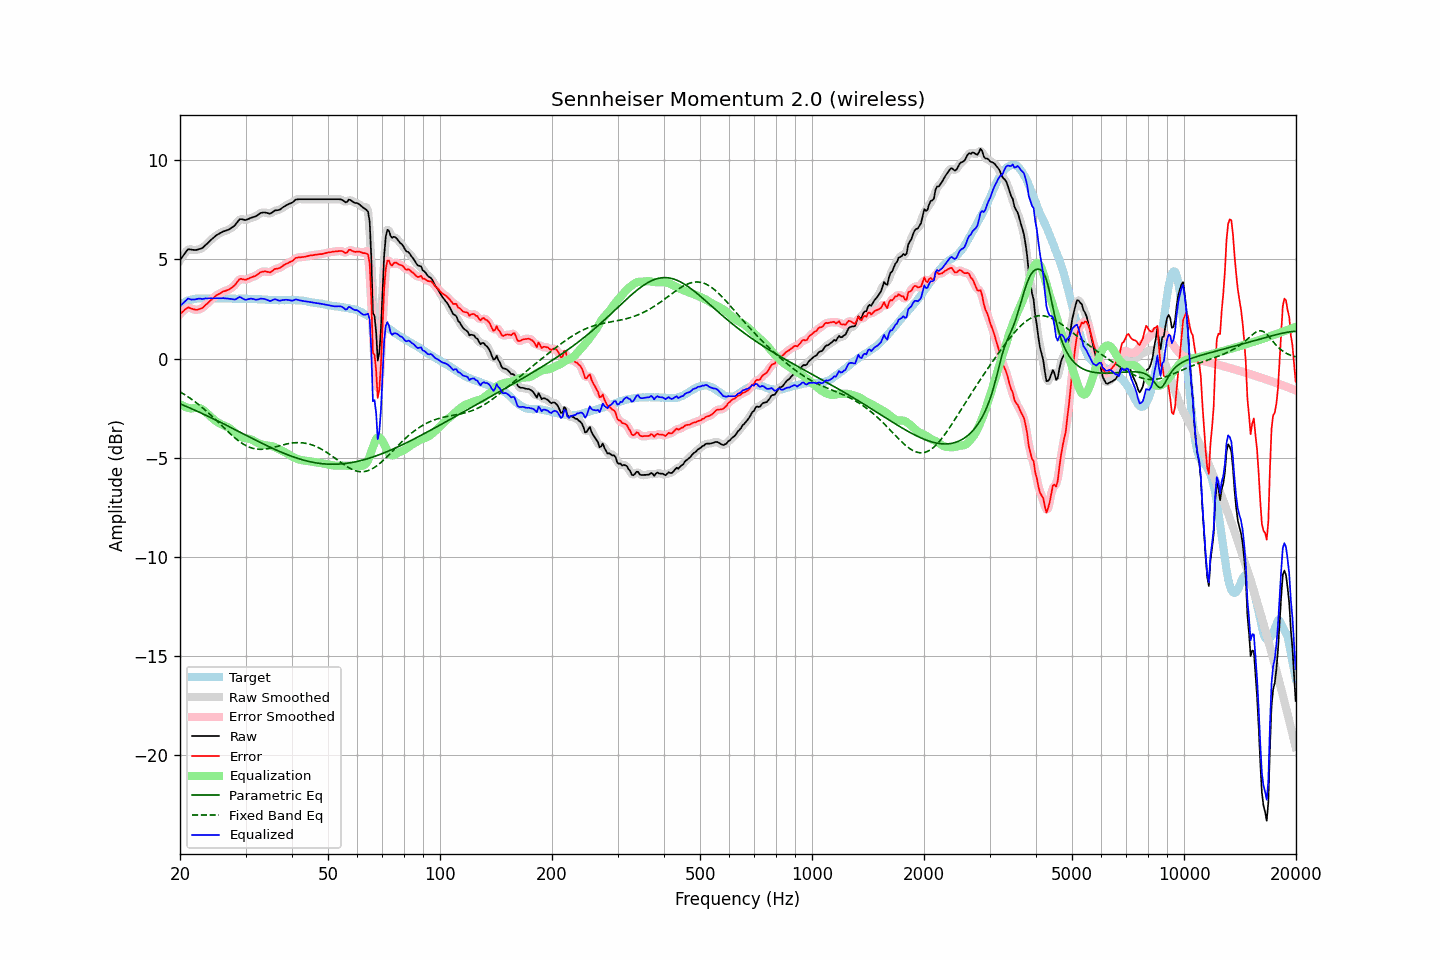 Sennheiser Momentum 2.0 (wireless)
10
5
0
−5
−10
−15
−20
Amplitude (dBr)
Target
Raw Smoothed
Error Smoothed
Raw
Error
Equalization
Parametric Eq
Fixed Band Eq
Equalized
20 50 100 200 500 1000 2000 5000 10000 20000
Frequency (Hz)